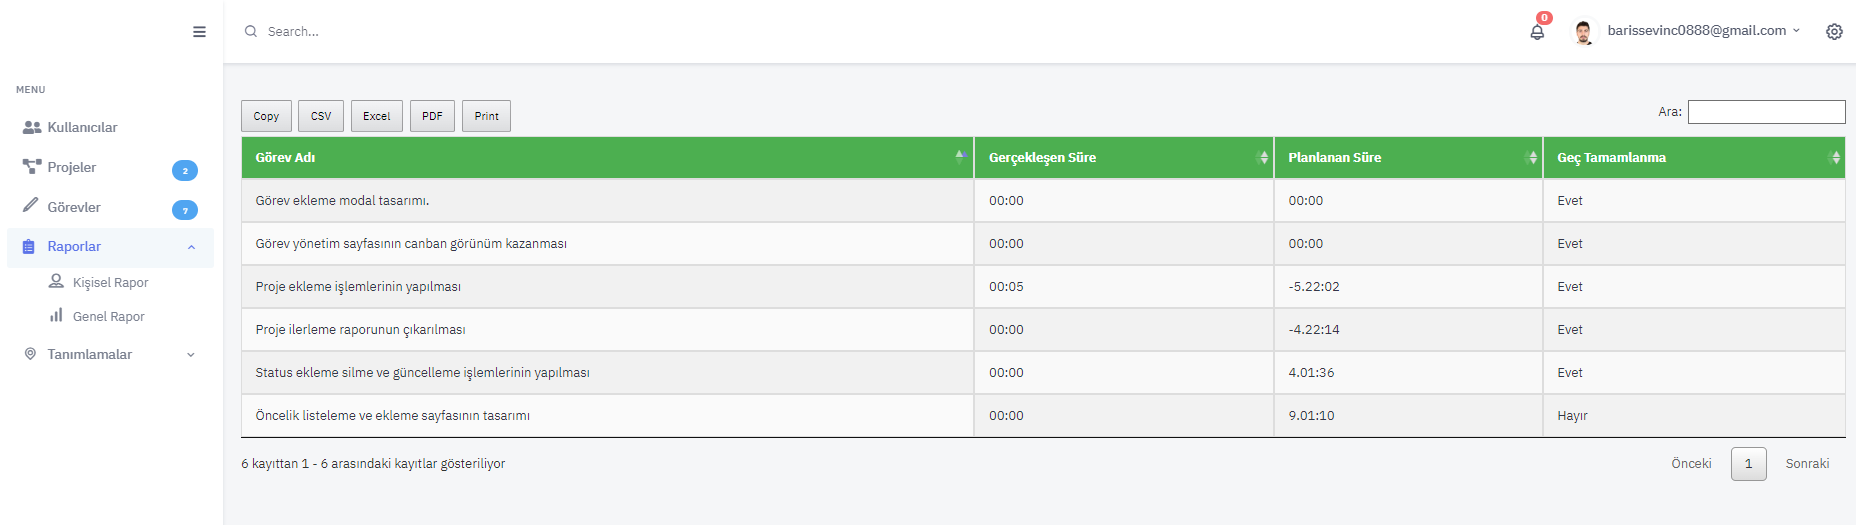 Search...
0
barissevinc0888@gmail.com
MENU
Kullanıcılar
Projeler 2
Görevler 7
Raporlar
Kişisel Rapor
Genel Rapor
Tanımlamalar
Copy CSV Excel PDF Print
Ara:
Görev Adı Gerçekleşen Süre Planlanan Süre Geç Tamamlanma
Görev ekleme modal tasarımı. 00:00 00:00 Evet
Görev yönetim sayfasının canban görünüm kazanması 00:00 00:00 Evet
Proje ekleme işlemlerinin yapılması 00:05 -5.22:02 Evet
Proje ilerleme raporunun çıkarılması 00:00 -4.22:14 Evet
Status ekleme silme ve güncelleme işlemlerinin yapılması 00:00 4.01:36 Evet
Öncelik listeleme ve ekleme sayfasının tasarımı 00:00 9.01:10 Hayır
6 kayıttan 1 - 6 arasındaki kayıtlar gösteriliyor
Önceki 1 Sonraki